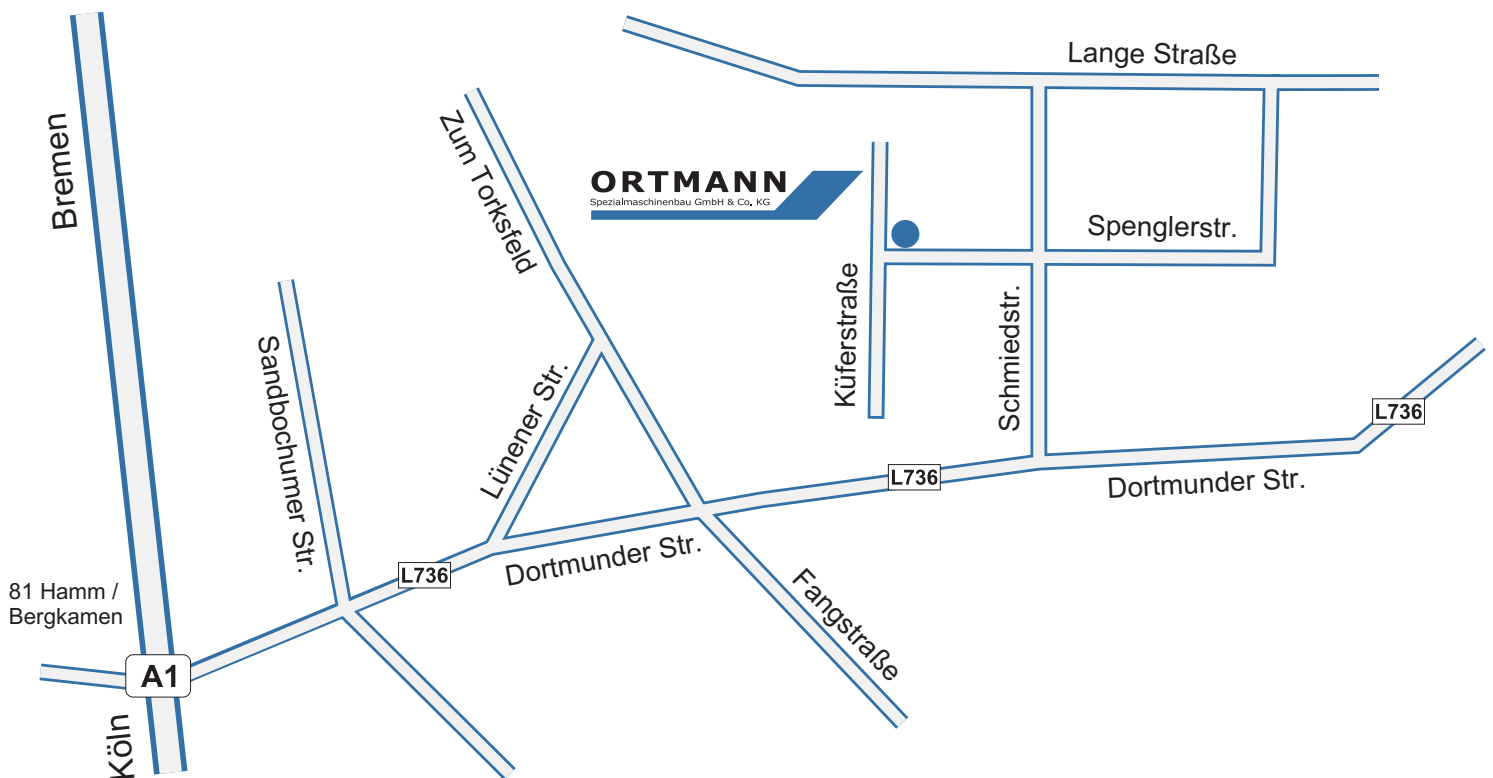 Lange Straße
Bremen
Zum Torksfeld
ORTMANN
Spezialmaschinenbau GmbH & Co. KG
Spenglerstr.
Küferstraße
Schmiedstr.
Sandbochumer Str.
Lünener Str.
L736
L736
Dortmunder Str.
Dortmunder Str.
L736
81 Hamm /
Bergkamen
Fangstraße
A1
Köln